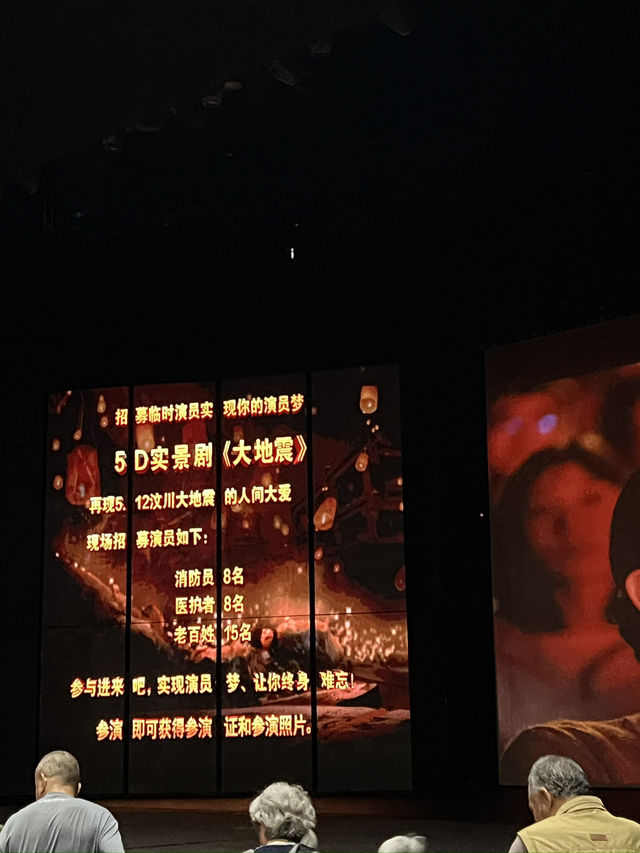 招募临时演员实现你的演员梦
5D实景剧《大地震》
再现5.12汶川大地震的人间大爱
现场招募演员如下：
消防员 8名
医护者 8名
老百姓 15名
参与进来吧，实现演员梦、让你终身难忘！
参演即可获得参演证和参演照片。